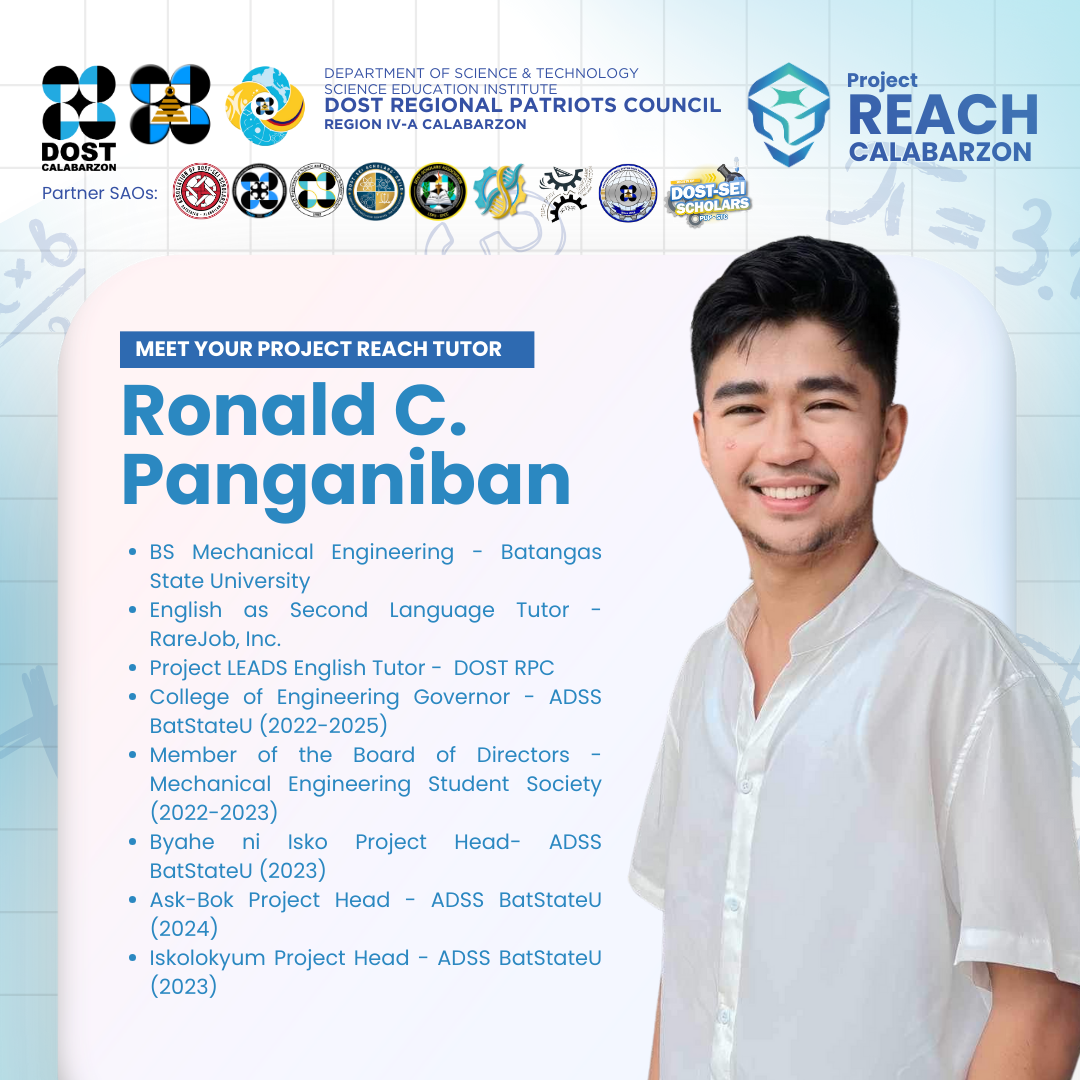 DOST
CALABARZON
DEPARTMENT OF SCIENCE & TECHNOLOGY
SCIENCE EDUCATION INSTITUTE
DOST REGIONAL PATRIOTS COUNCIL
REGION IV-A CALABARZON
Project
REACH
CALABARZON
Partner SAOs:
DOST-SEI
SCHOLARS
PUP-STC
MEET YOUR PROJECT REACH TUTOR
Ronald C.
Panganiban
• BS Mechanical Engineering - Batangas
State University
• English as Second Language Tutor -
RareJob, Inc.
• Project LEADS English Tutor - DOST RPC
• College of Engineering Governor - ADSS
BatStateU (2022-2025)
• Member of the Board of Directors -
Mechanical Engineering Student Society
(2022-2023)
• Byahe ni Isko Project Head- ADSS
BatStateU (2023)
• Ask-Bok Project Head - ADSS BatStateU
(2024)
• Iskolokyum Project Head - ADSS BatStateU
(2023)